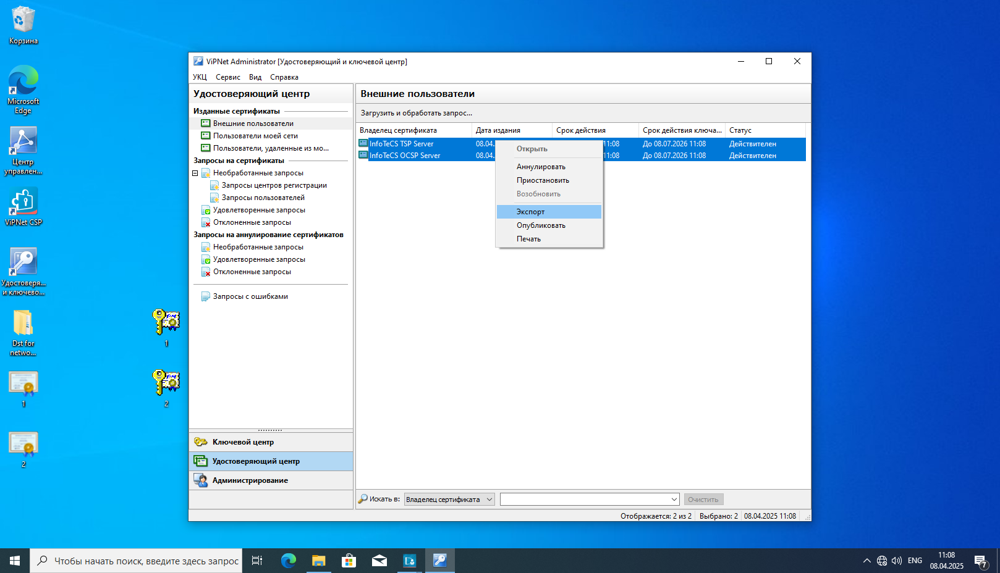 Корзина
Microsoft
Edge
Центр
управлен...
ViPNet CSP
Удостоверя...
и ключево...
Dst for
netwo...
1
2
1
2
ViPNet Administrator [Удостоверяющий и ключевой центр]
УКЦ Сервис Вид Справка
Удостоверяющий центр
Изданные сертификаты
Внешние пользователи
Пользователи моей сети
Пользователи, удаленные из мо...
Запросы на сертификаты
Необработанные запросы
Запросы центров регистрации
Запросы пользователей
Удовлетворенные запросы
Отклоненные запросы
Запросы на аннулирование сертификатов
Необработанные запросы
Удовлетворенные запросы
Отклоненные запросы
Запросы с ошибками
Ключевой центр
Удостоверяющий центр
Администрирование
Внешние пользователи
Загрузить и обработать запрос...
Владелец сертификата Дата издания Срок действия Срок действия ключа... Статус
InfoTeCS TSP Server 08.04. 11:08 До 08.07.2026 11:08 Действителен
InfoTeCS OCSP Server 08.04. 11:08 До 08.07.2026 11:08 Действителен
Открыть
Аннулировать
Приостановить
Возобновить
Экспорт
Опубликовать
Печать
Искать в: Владелец сертификата Очистить
Отображается: 2 из 2 Выбрано: 2 08.04.2025 11:08
Чтобы начать поиск, введите здесь запрос
ENG
11:08
08.04.2025
7